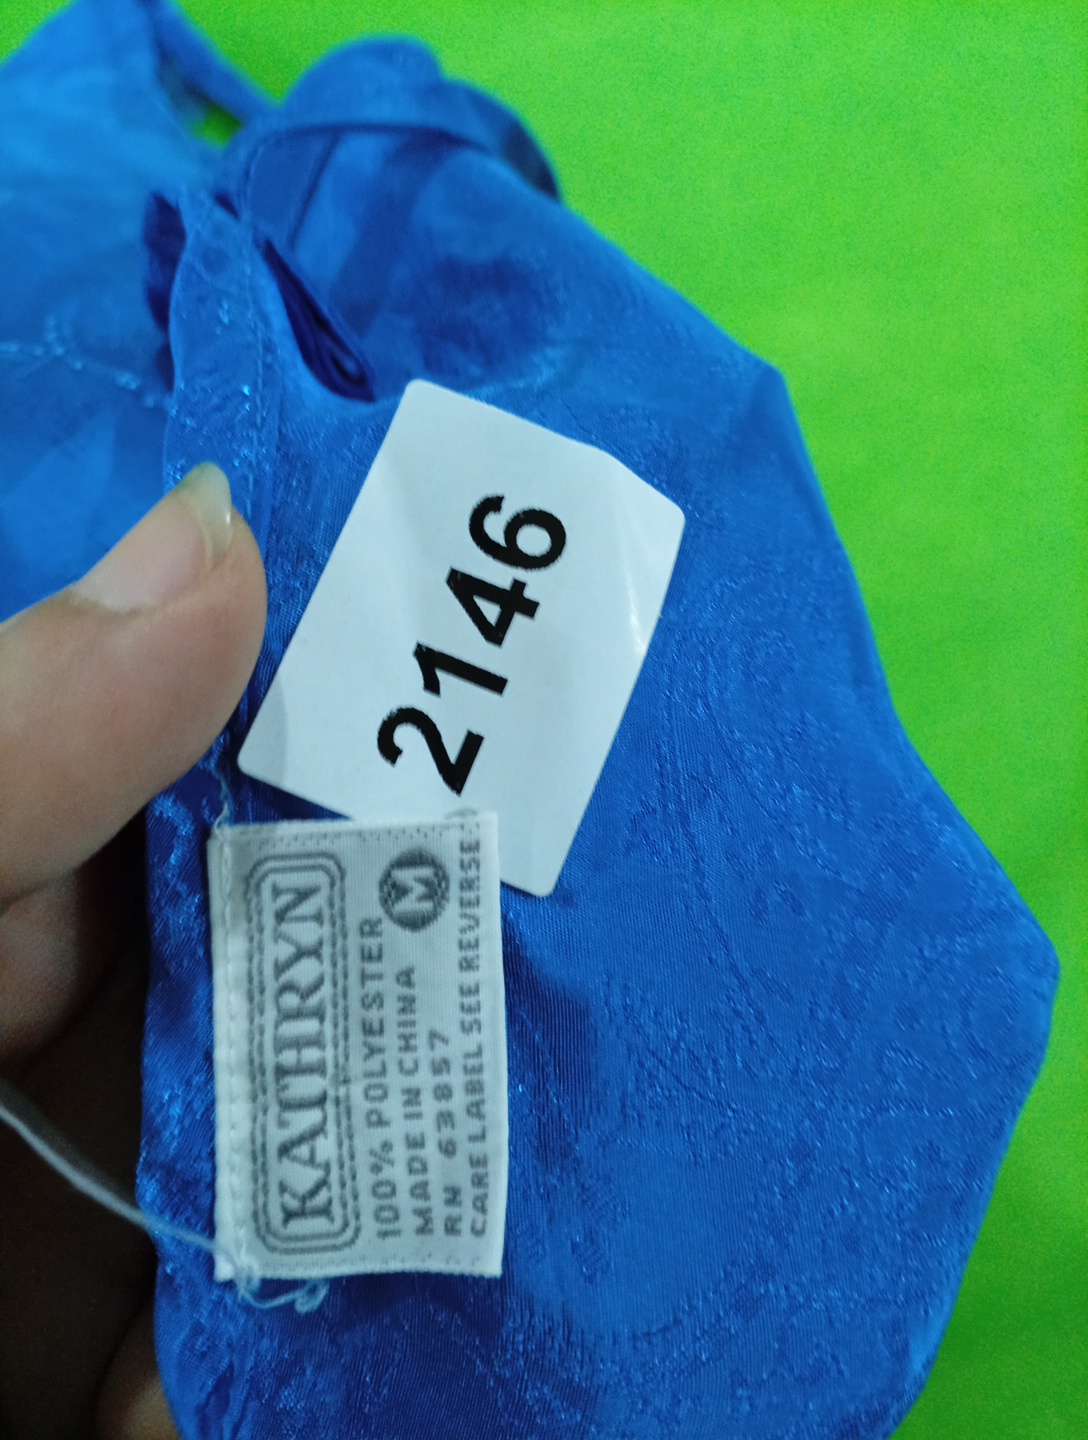 2146
KATHRYN
M
100% POLYESTER
MADE IN CHINA
RN 63857
CARE LABEL SEE REVERSE